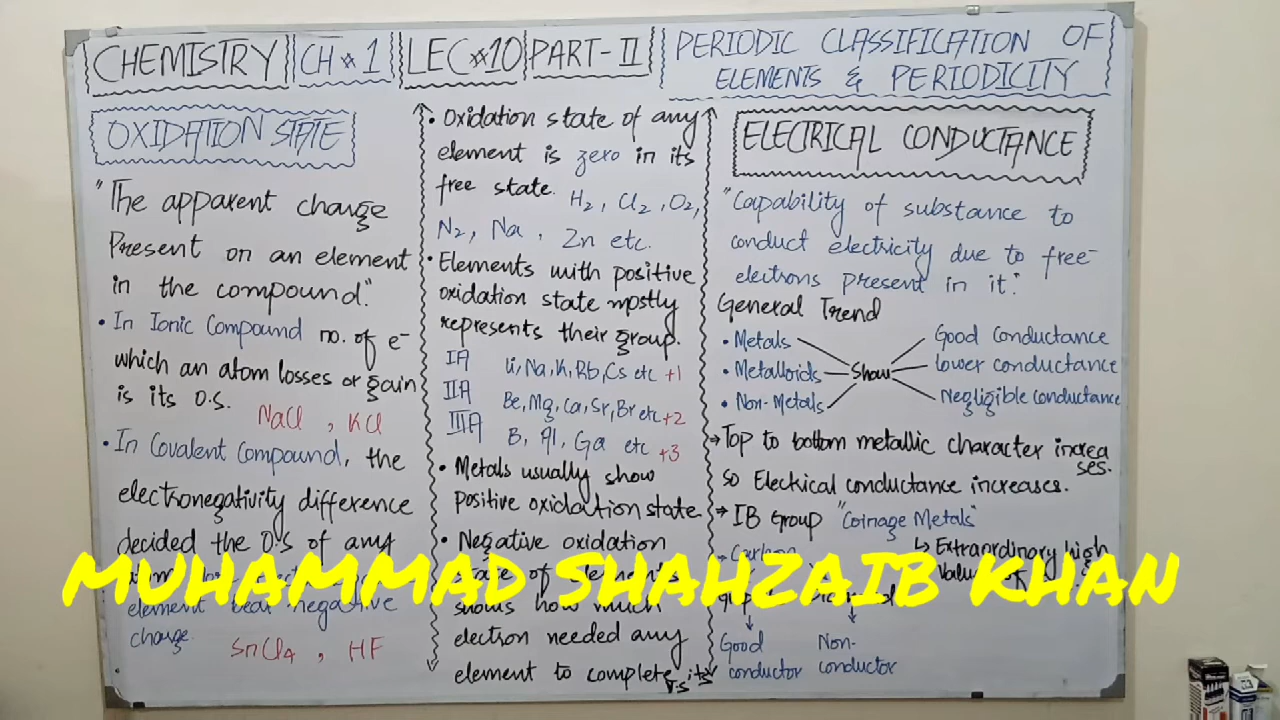 CHEMISTRY CH # 1 LEC #10 PART-II PERIODIC CLASSIFICATION OF
ELEMENTS & PERIODICITY
OXIDATION STATE
"The apparent charge
Present on an element
in the compound."
• In Ionic Compound no. of e-
which an atom losses or gain
is its O.S.
NaCl , KCl
• In Covalent Compound, the
electronegativity difference
decided the O.S of any
element bear negative
charge.
SnCl4 , HF
• Oxidation state of any
element is zero in its
free state. H2, Cl2, O2,
N2, Na, Zn etc.
• Elements with positive
oxidation state mostly
represents their group.
IA Li, Na, K, Rb, Cs etc +1
IIA Be, Mg, Ca, Sr, Br etc +2
IIIA B, Al, Ga etc +3
• Metals usually show
positive oxidation state
• Negative oxidation
state of elements
shows how much
electron needed any
element to complete its
V.S
ELECTRICAL CONDUCTANCE
"Capability of substance to
conduct electricity due to free-
electrons present in it."
General Trend
• Metals Good conductance
• Metalloids Show lower conductance
• Non-Metals Negligible conductance
→ Top to bottom metallic character increa
ses.
so Electrical conductance increases.
→ IB Group "Coinage Metals"
↳ Extraordinary high
→ Carbon
Good Non-
conductor conductor
MUHAMMAD SHAHZAIB KHAN